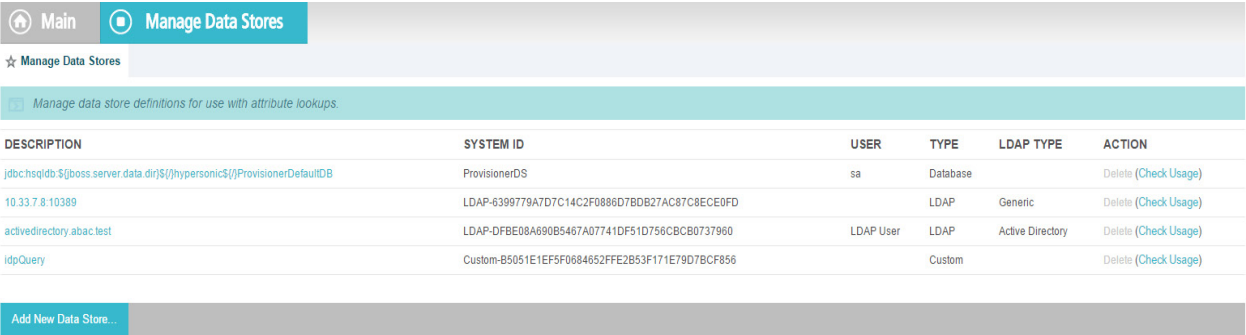 Main Manage Data Stores
Manage Data Stores
Manage data store definitions for use with attribute lookups.
DESCRIPTION SYSTEM ID USER TYPE LDAP TYPE ACTION
jdbc:hsqldb:${jboss.server.data.dir}${/}hypersonic${/}ProvisionerDefaultDB ProvisionerDS sa Database Delete (Check Usage)
10.33.7.8:10389 LDAP-6399779A7D7C14C2F0886D7BDB27AC87C8ECE0FD LDAP Generic Delete (Check Usage)
activedirectory.abac.test LDAP-DFBE08A690B5467A07741DF51D756CBCB0737960 LDAP User LDAP Active Directory Delete (Check Usage)
idpQuery Custom-B5051E1EF5F0684652FFE2B53F171E79D7BCF856 Custom Delete (Check Usage)
Add New Data Store...